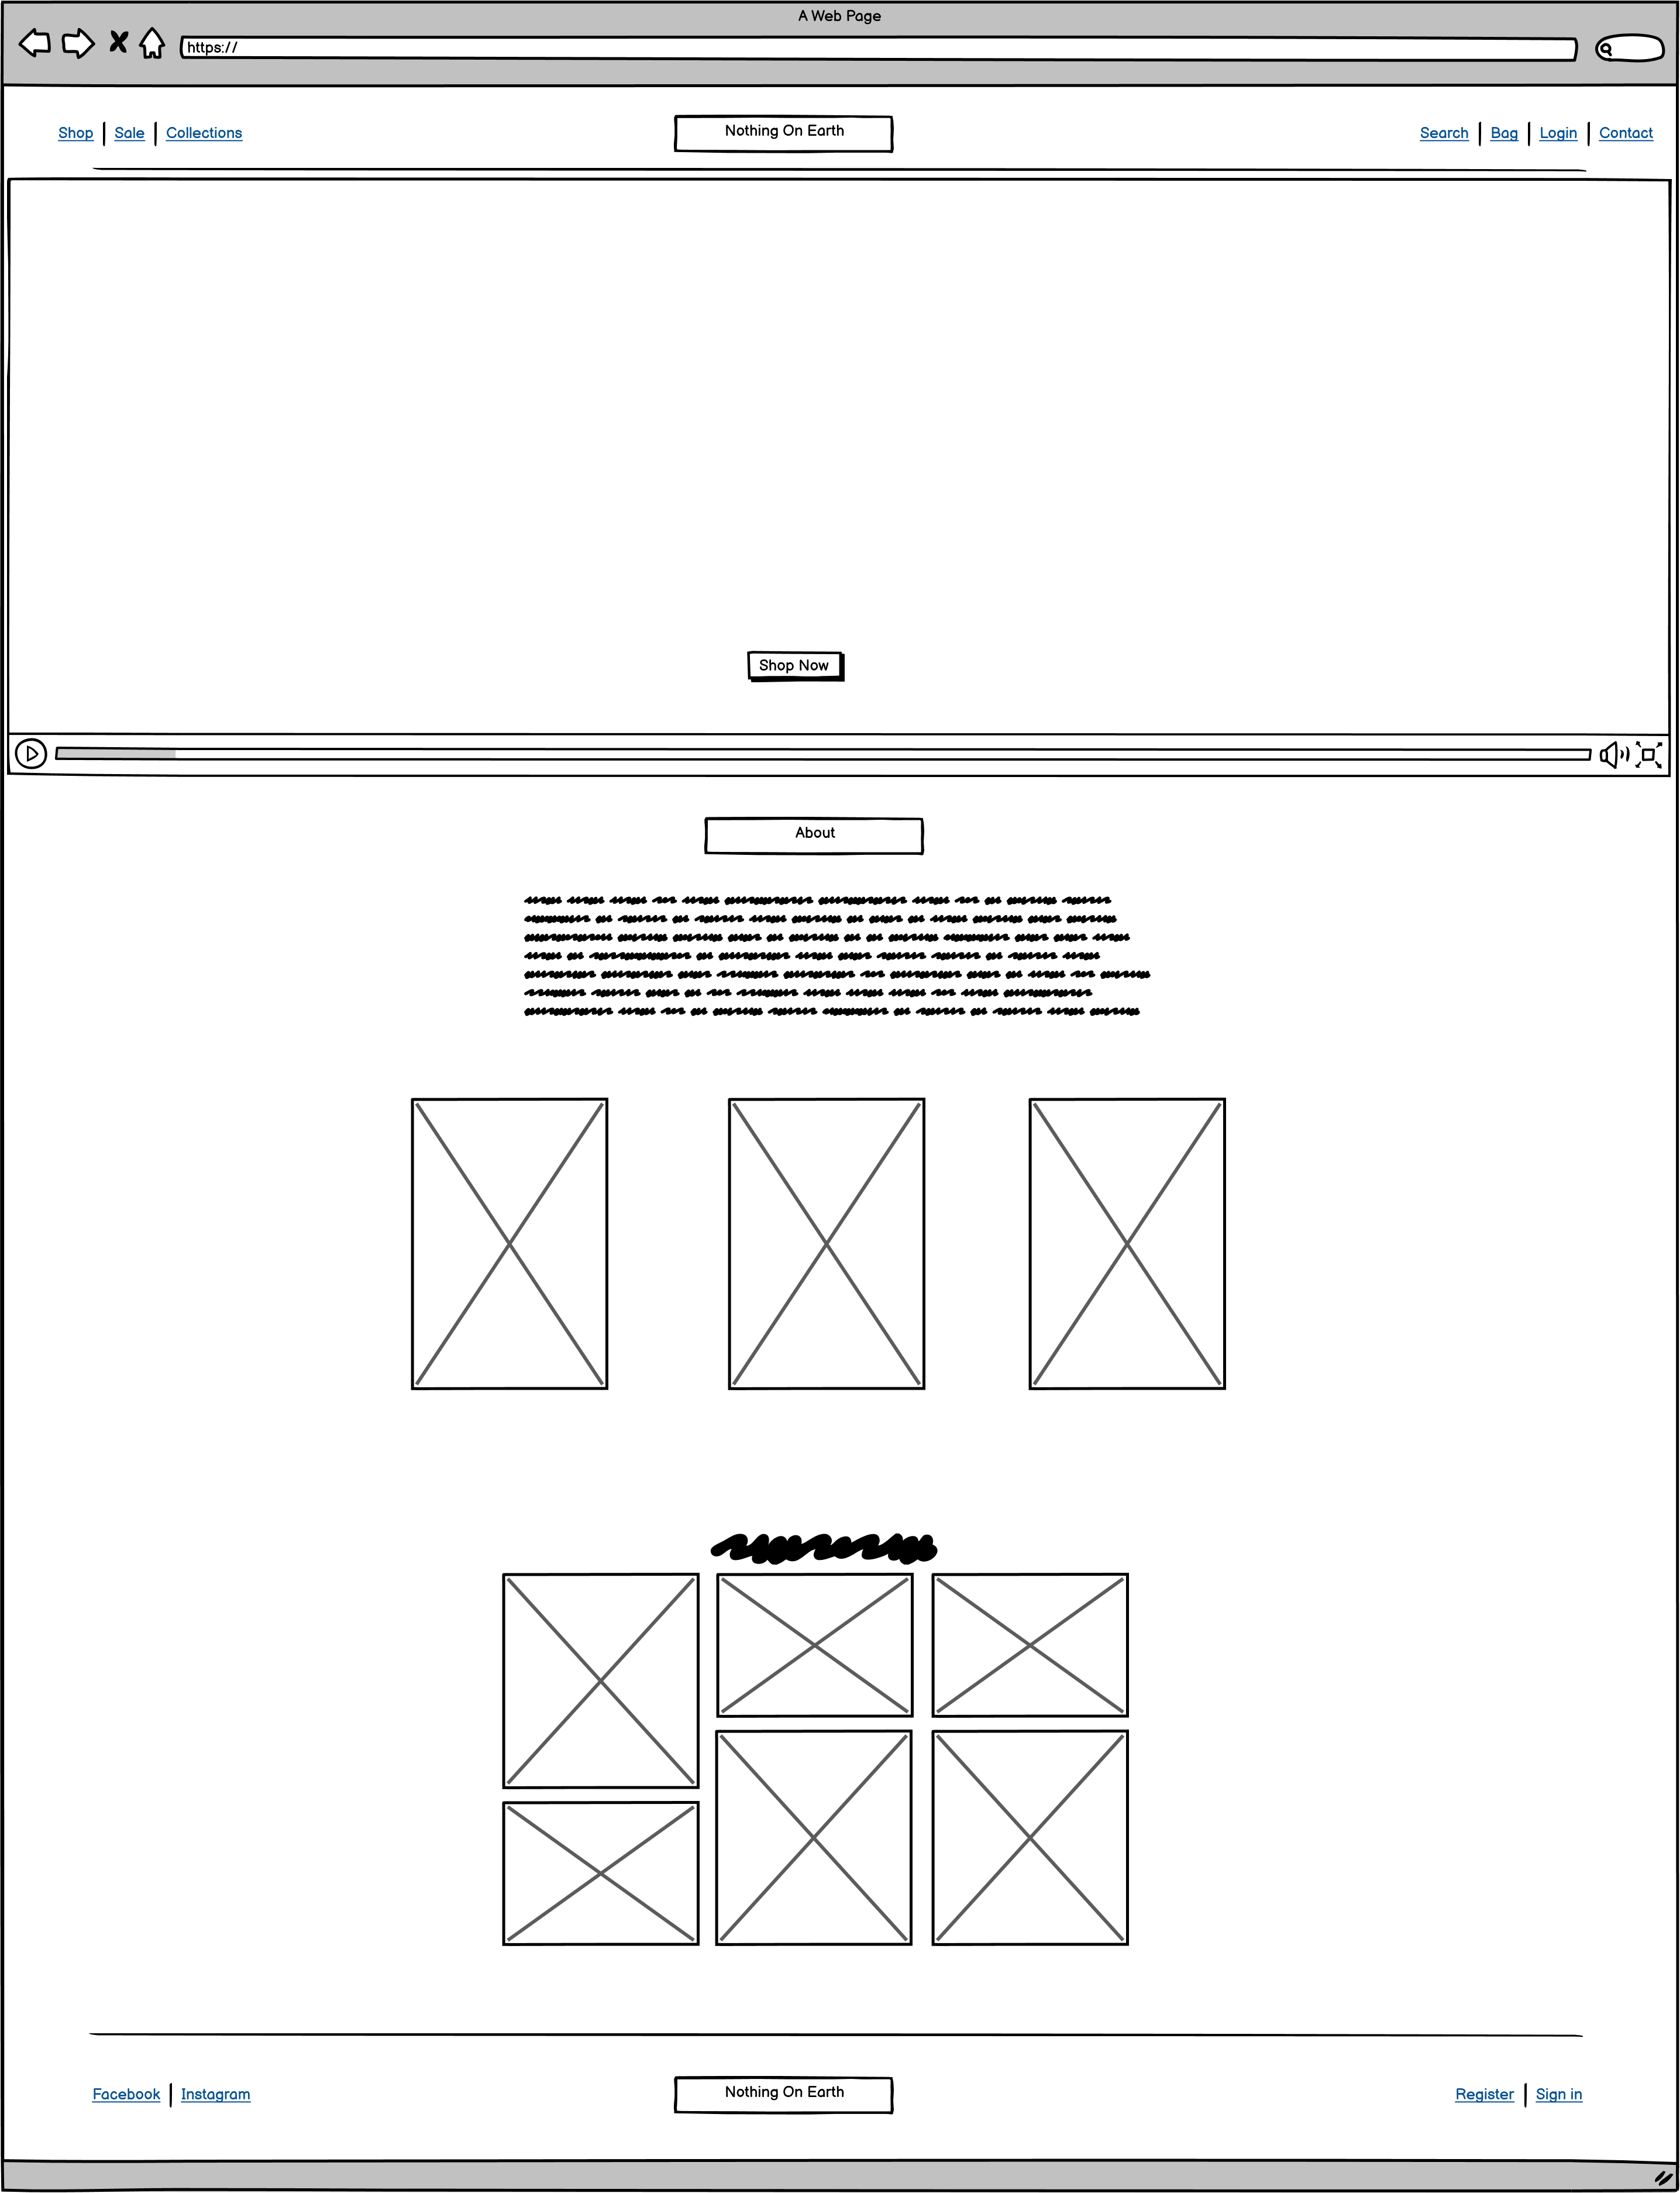 A Web Page
https://
Shop Sale Collections Nothing On Earth Search Bag Login Contact
Shop Now
About
Facebook Instagram Nothing On Earth Register Sign in